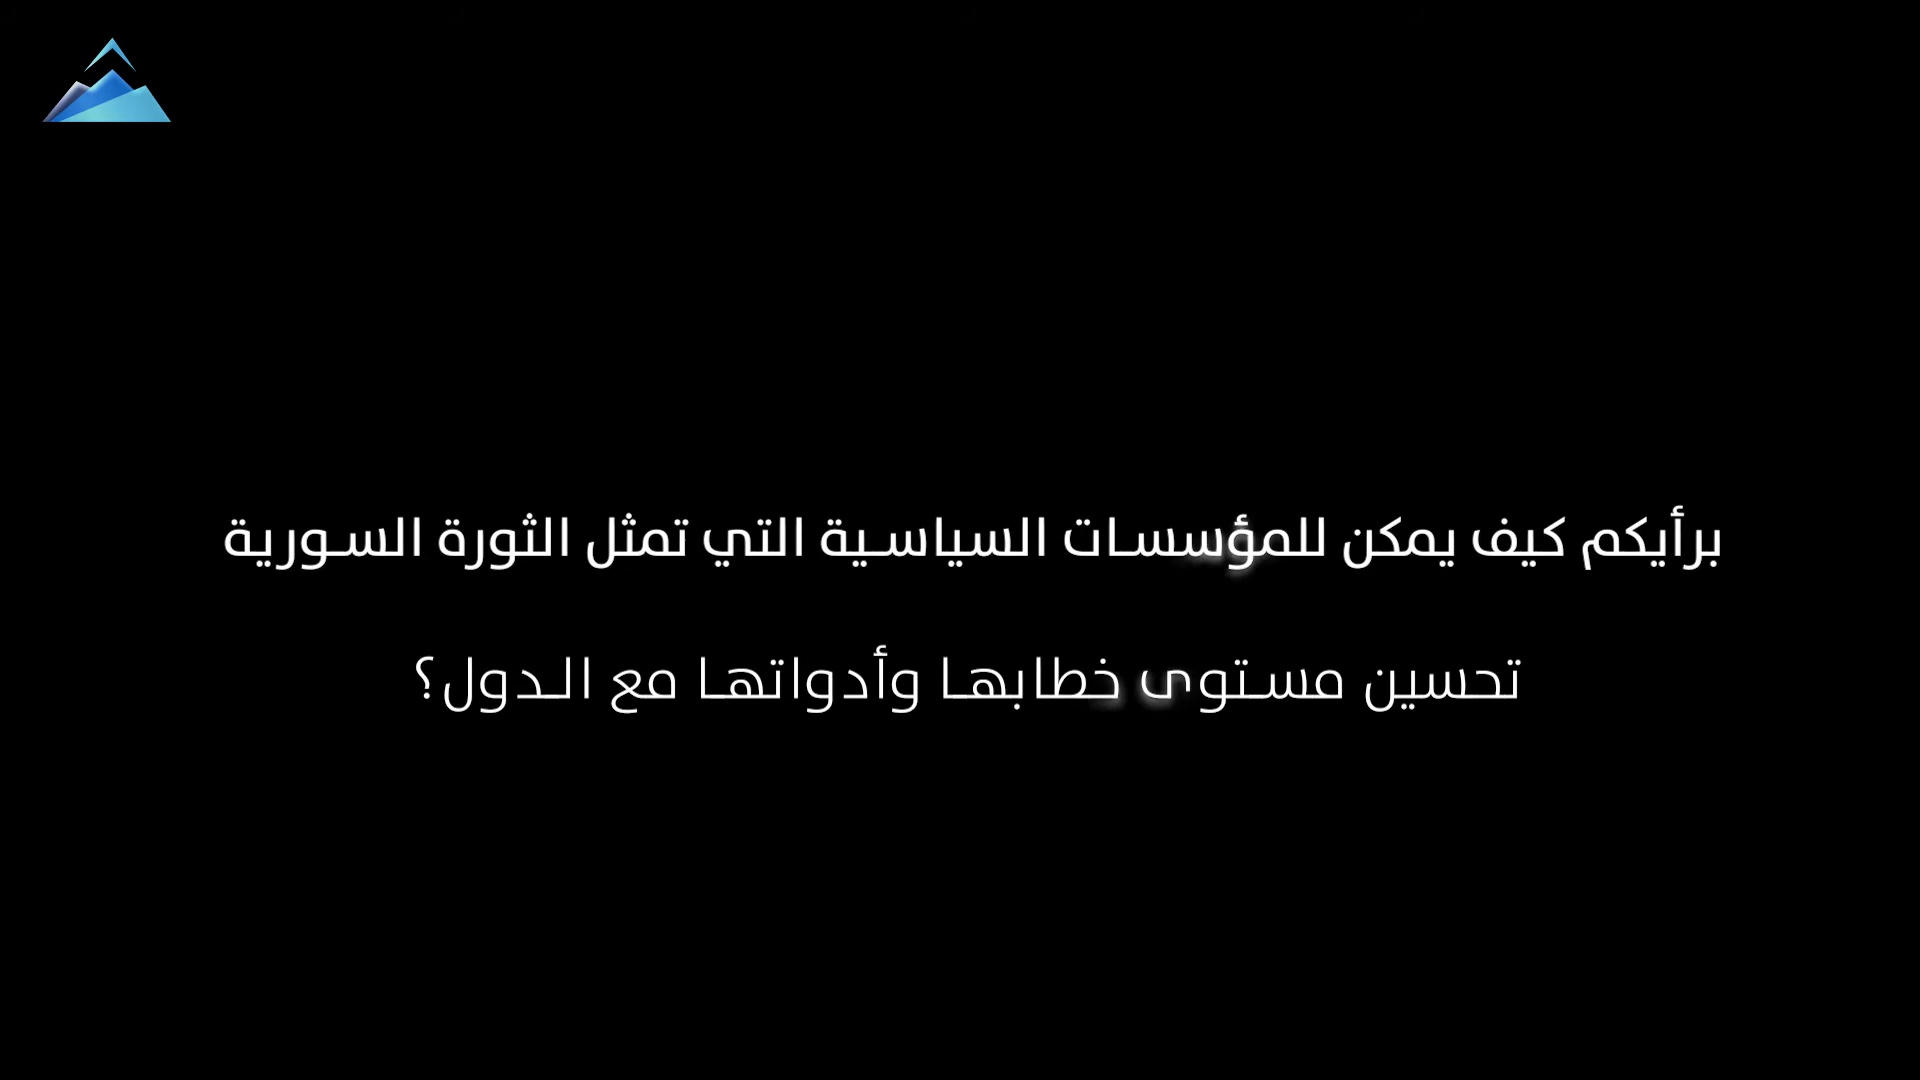 برأيكم كيف يمكن للمؤسسات السياسية التي تمثل الثورة السورية
تحسين مستوى خطابها وأدواتها مع الدول؟